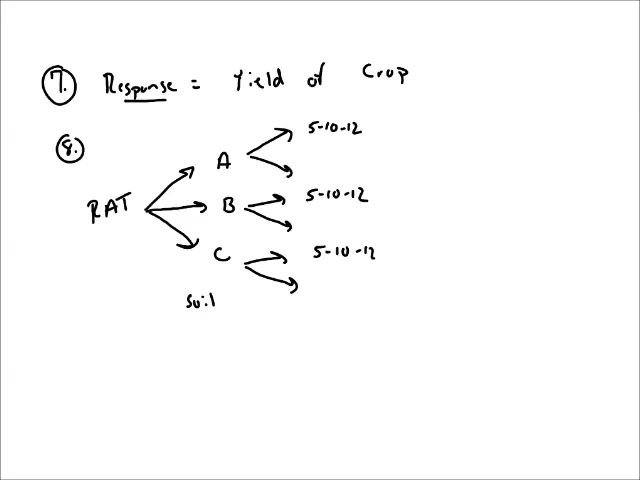 7. Response = Yield of Crop
8.
RAT
A 5-10-12
B 5-10-12
C 5-10-12
Soil